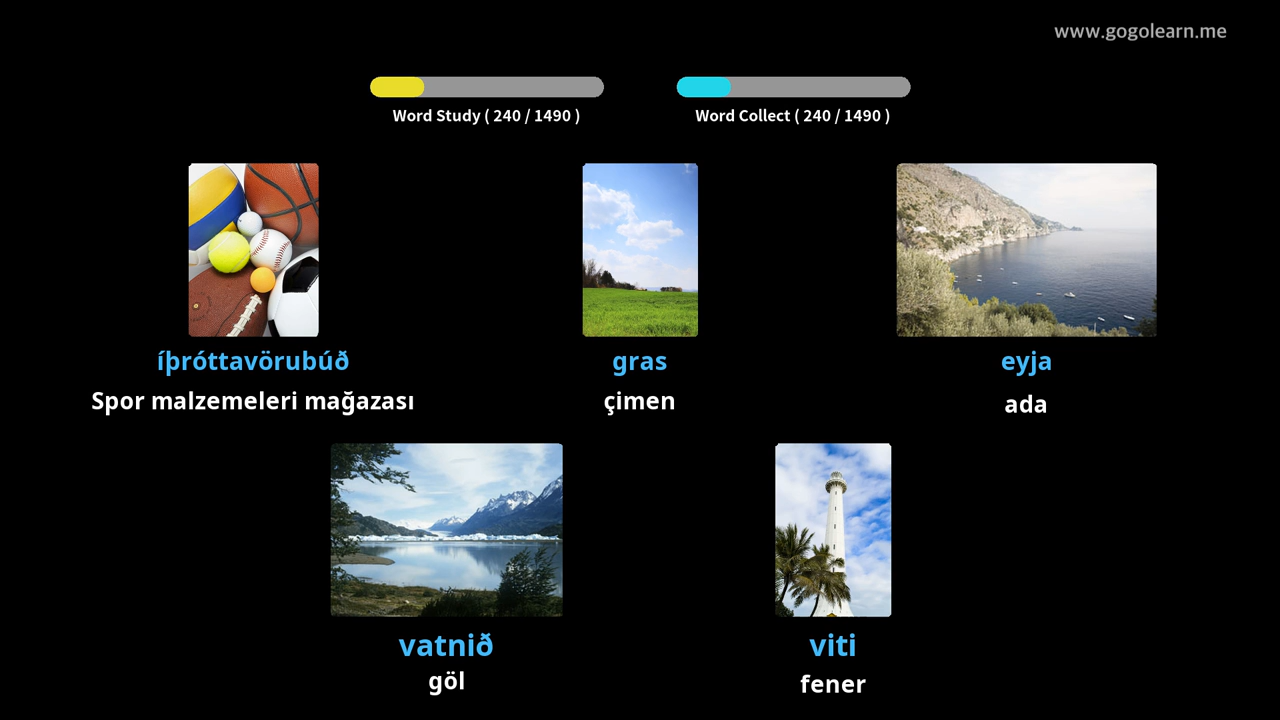 www.gogolearn.me
Word Study ( 240 / 1490 )
Word Collect ( 240 / 1490 )
íþróttavörubúð
Spor malzemeleri mağazası
gras
çimen
eyja
ada
vatnið
göl
viti
fener